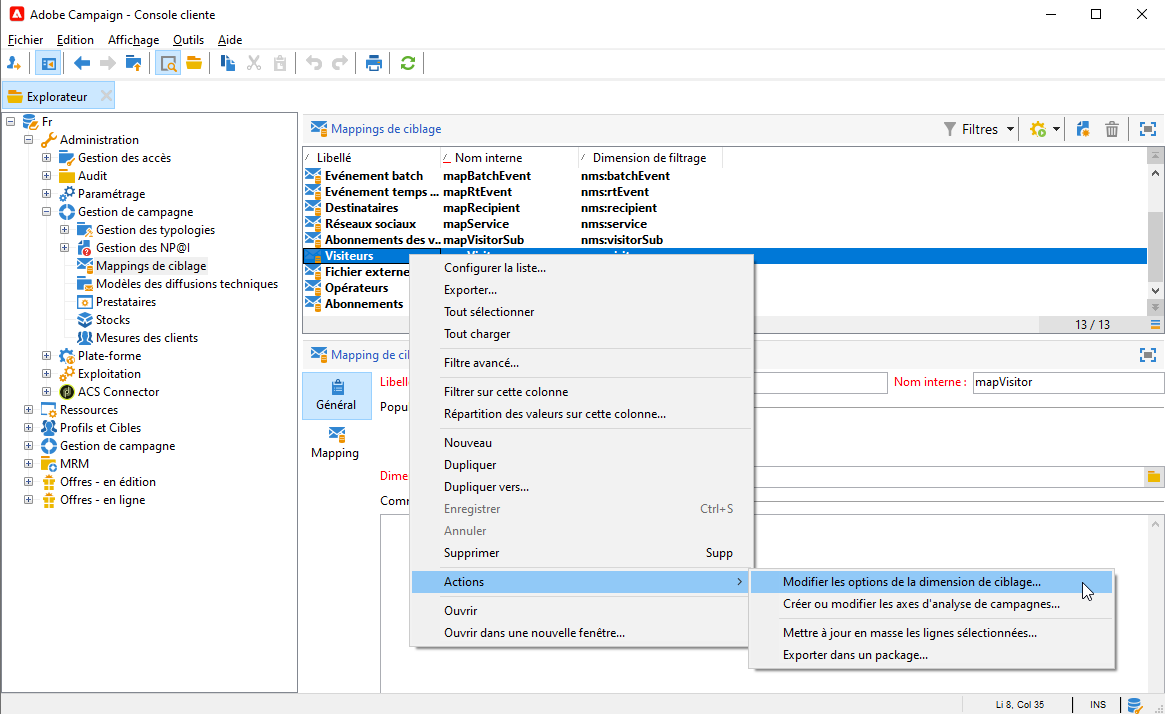 Adobe Campaign - Console cliente
Fichier Edition Affichage Outils Aide
Explorateur
Fr
Administration
Gestion des accès
Audit
Paramétrage
Gestion de campagne
Gestion des typologies
Gestion des NP@I
Mappings de ciblage
Modèles des diffusions techniques
Prestataires
Stocks
Mesures des clients
Plate-forme
Exploitation
ACS Connector
Ressources
Profils et Cibles
Gestion de campagne
MRM
Offres - en édition
Offres - en ligne
Mappings de ciblage
Filtres
Libellé Nom interne Dimension de filtrage
Evénement batch mapBatchEvent nms:batchEvent
Evénement temps ... mapRtEvent nms:rtEvent
Destinataires mapRecipient nms:recipient
Réseaux sociaux mapService nms:service
Abonnements des v... mapVisitorSub nms:visitorSub
Visiteurs
Fichier externe
Opérateurs
Abonnements
13 / 13
Mapping de cibl
Général
Mapping
Libellé
Nom interne : mapVisitor
Popu
Dime
Comm
Configurer la liste...
Exporter...
Tout sélectionner
Tout charger
Filtre avancé...
Filtrer sur cette colonne
Répartition des valeurs sur cette colonne...
Nouveau
Dupliquer
Dupliquer vers...
Enregistrer Ctrl+S
Annuler
Supprimer Supp
Actions
Ouvrir
Ouvrir dans une nouvelle fenêtre...
Modifier les options de la dimension de ciblage...
Créer ou modifier les axes d'analyse de campagnes...
Mettre à jour en masse les lignes sélectionnées...
Exporter dans un package...
Li 8, Col 35 INS